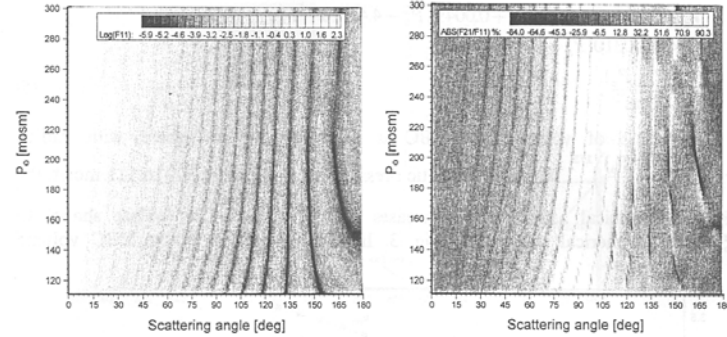 Log(F11) -5.9 -5.2 -4.6 -3.9 -3.2 -2.5 -1.8 -1.1 -0.4 0.3 1.0 1.6 2.3
300
280
260
240
220
200
180
160
140
120
Pₑ [mosm]
0 15 30 45 60 75 90 105 120 135 150 165 180
Scattering angle [deg]
ABS(F21/F11) %: -64.0 -64.6 -45.3 -25.9 -6.5 12.8 32.2 51.6 70.9 90.3
300
280
260
240
220
200
180
160
140
120
Pₑ [mosm]
0 15 30 45 60 75 90 105 120 135 150 165 180
Scattering angle [deg]